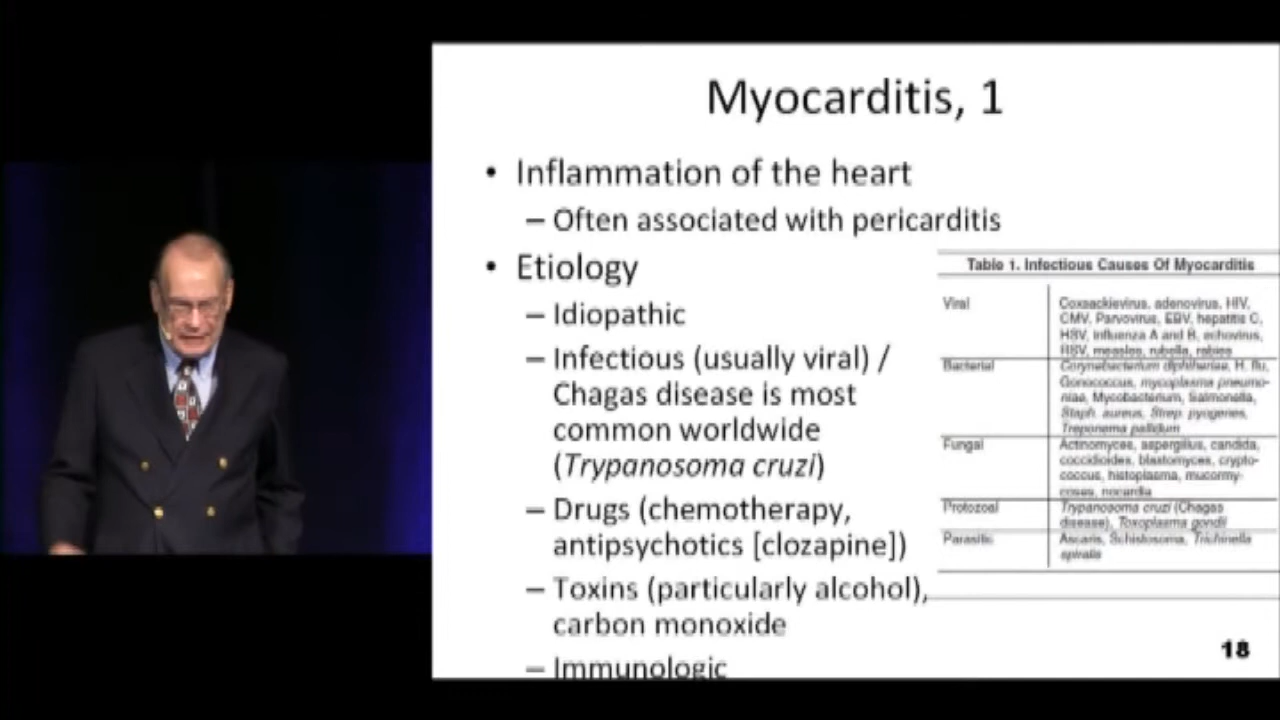 Myocarditis, 1
• Inflammation of the heart
– Often associated with pericarditis
• Etiology
– Idiopathic
– Infectious (usually viral) /
Chagas disease is most
common worldwide
(Trypanosoma cruzi)
– Drugs (chemotherapy,
antipsychotics [clozapine])
– Toxins (particularly alcohol),
carbon monoxide
– Immunologic
Table 1. Infectious Causes Of Myocarditis
Viral
Coxsackievirus, adenovirus, HIV,
CMV, Parvovirus, EBV, hepatitis C,
HSV, influenza A and B, echovirus,
RSV, measles, rubella, rabies
Bacterial
Corynebacterium diphtheriae, H. flu,
Gonococcus, mycoplasma pneumo-
niae, Mycobacterium, Salmonella,
Staph. aureus, Strep. pyogenes,
Treponema pallidum
Fungal
Actinomyces, aspergillus, candida,
coccidioides, blastomyces, crypto-
coccus, histoplasma, mucormy-
coses, nocardia
Protozoal
Trypanosoma cruzi (Chagas
disease), Toxoplasma gondii
Parasitic
Ascaris, Schistosoma, Trichinella
spiralis
18